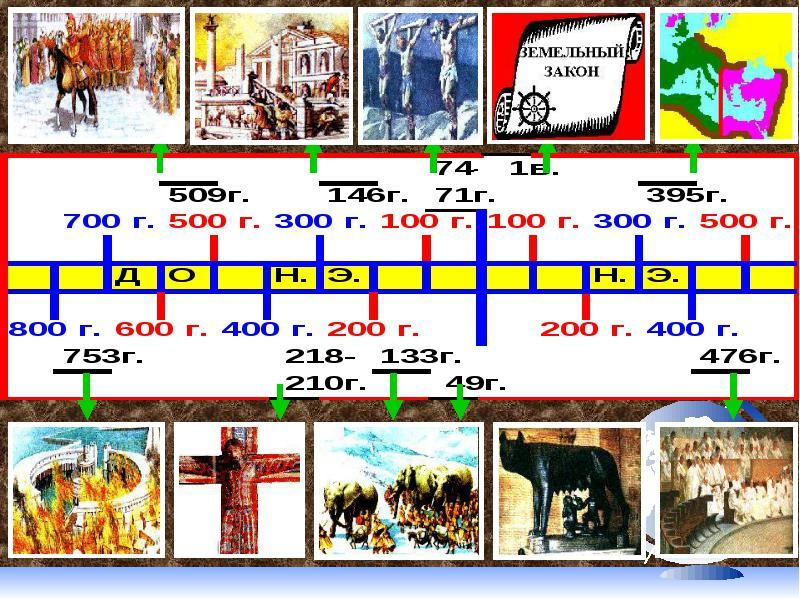 ЗЕМЕЛЬНЫЙ
ЗАКОН
74- 1в.
509г. 146г. 71г. 395г.
700 г. 500 г. 300 г. 100 г. 100 г. 300 г. 500 г.
ДО Н. Э. Н. Э.
800 г. 600 г. 400 г. 200 г. 200 г. 400 г.
753г. 218- 133г. 476г.
210г. 49г.